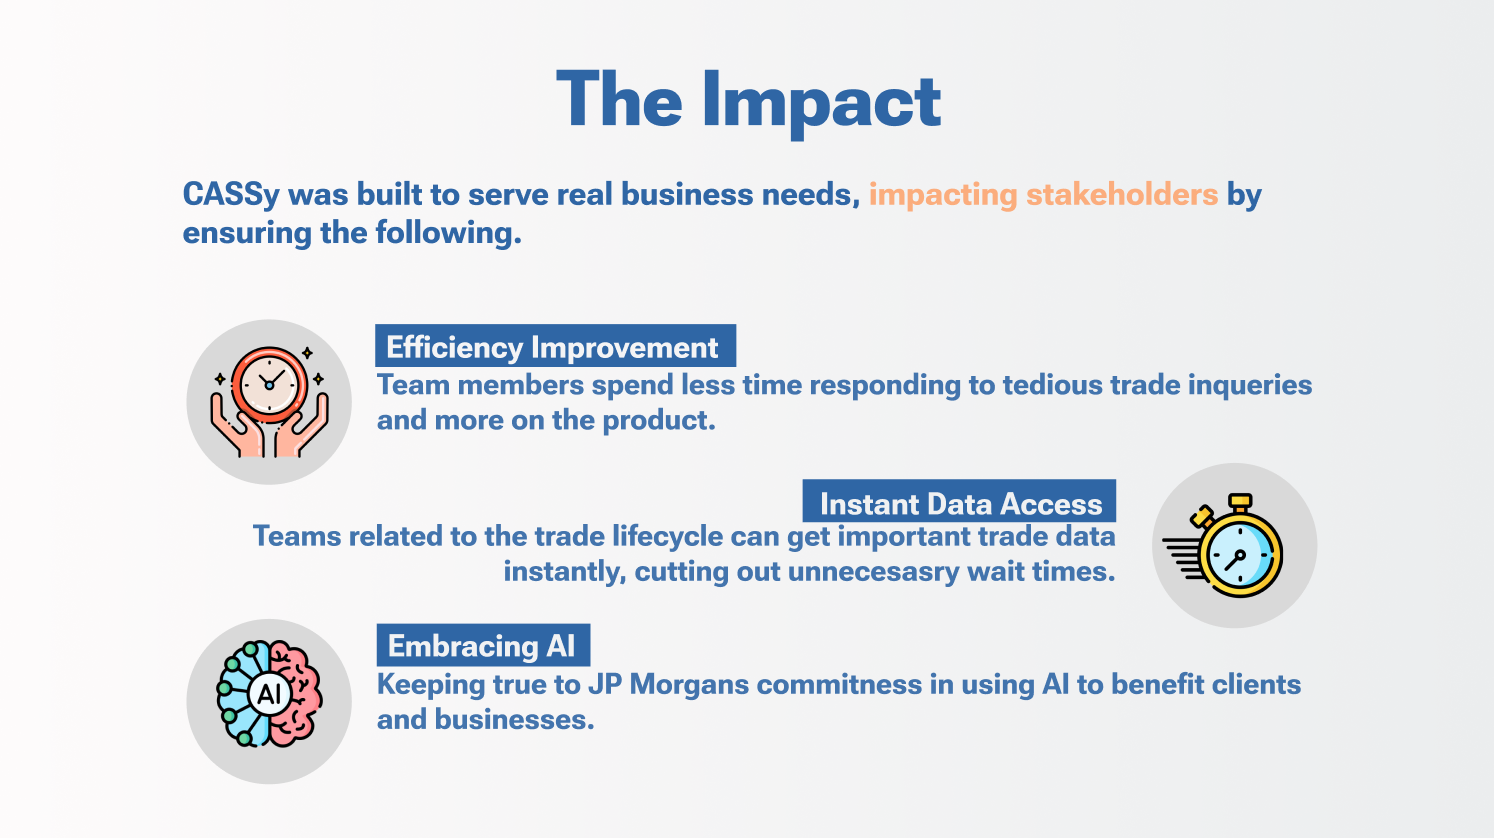 The Impact
CASSy was built to serve real business needs, impacting stakeholders by
ensuring the following.
Efficiency Improvement
Team members spend less time responding to tedious trade inqueries
and more on the product.
Instant Data Access
Teams related to the trade lifecycle can get important trade data
instantly, cutting out unnecesasry wait times.
AI
Embracing AI
Keeping true to JP Morgans commitness in using AI to benefit clients
and businesses.